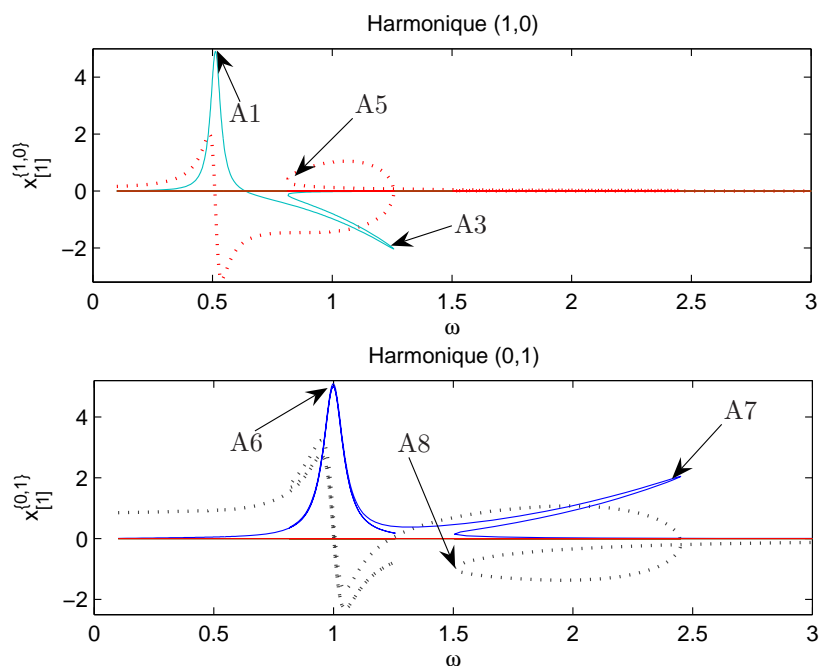 Harmonique (1,0)
x[1]{1,0}
4
2
0
−2
A1
A5
A3
0 0.5 1 1.5 2 2.5 3
ω
Harmonique (0,1)
x[1]{0,1}
4
2
0
−2
A6
A8
A7
0 0.5 1 1.5 2 2.5 3
ω